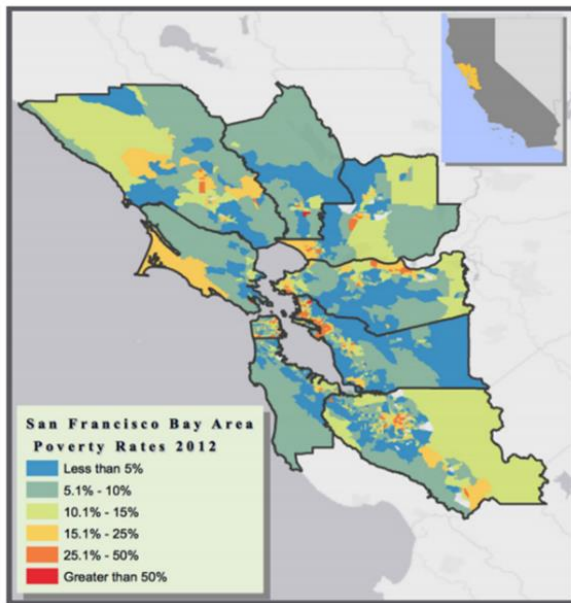 San Francisco Bay Area
Poverty Rates 2012
Less than 5%
5.1% - 10%
10.1% - 15%
15.1% - 25%
25.1% - 50%
Greater than 50%